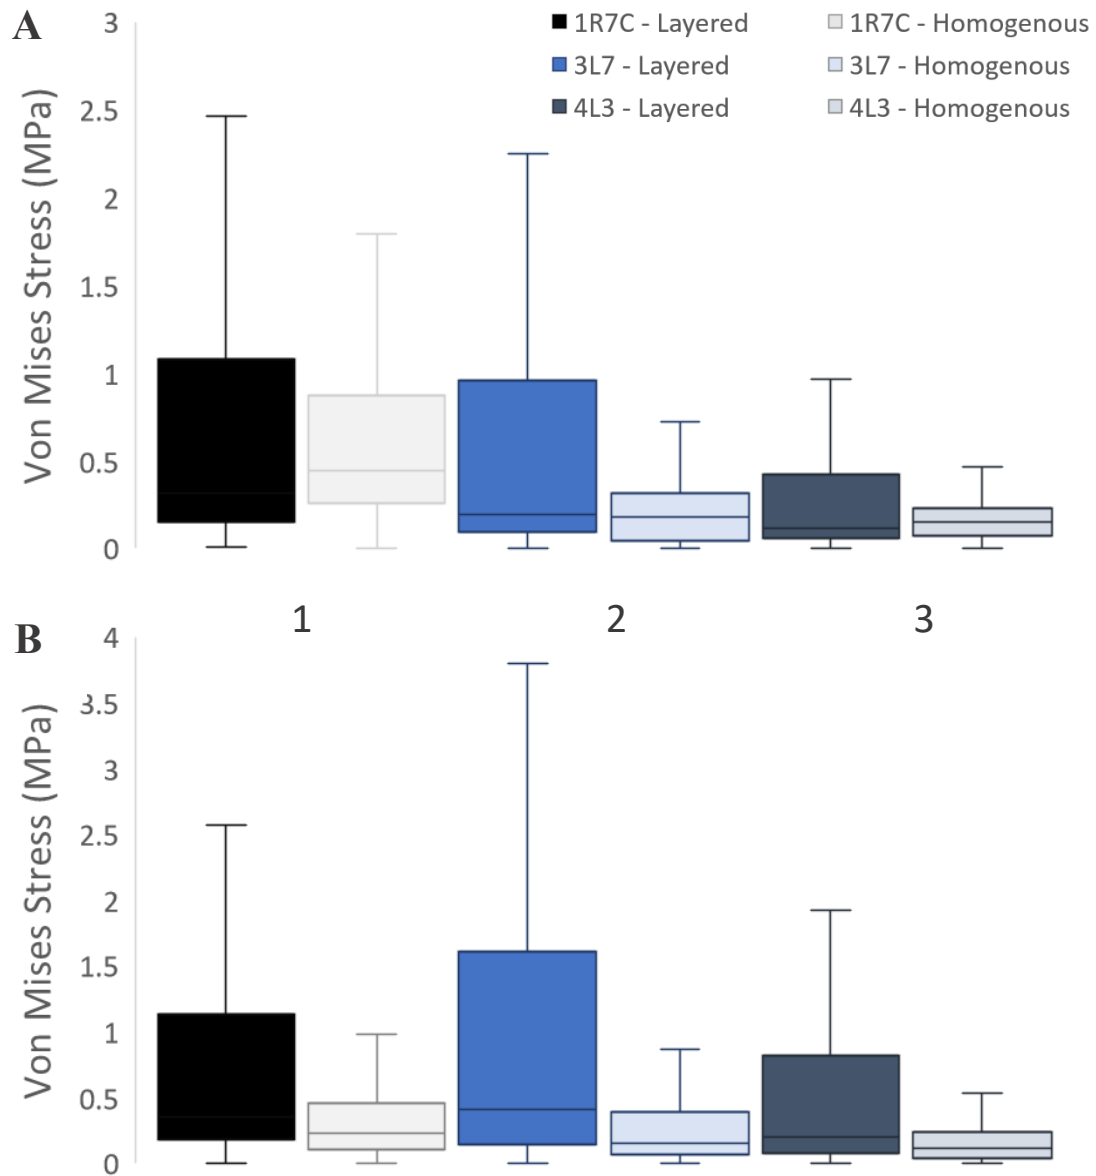 A
3
1R7C - Layered
1R7C - Homogenous
3L7 - Layered
3L7 - Homogenous
4L3 - Layered
4L3 - Homogenous
Von Mises Stress (MPa)
2.5
2
1.5
1
0.5
0
1
2
3
B
4
Von Mises Stress (MPa)
3.5
3
2.5
2
1.5
1
0.5
0